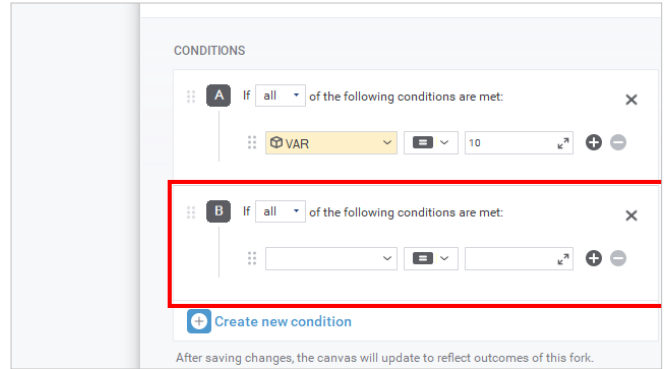 CONDITIONS
A If all of the following conditions are met:
VAR = 10
B If all of the following conditions are met:
=
Create new condition
After saving changes, the canvas will update to reflect outcomes of this fork.